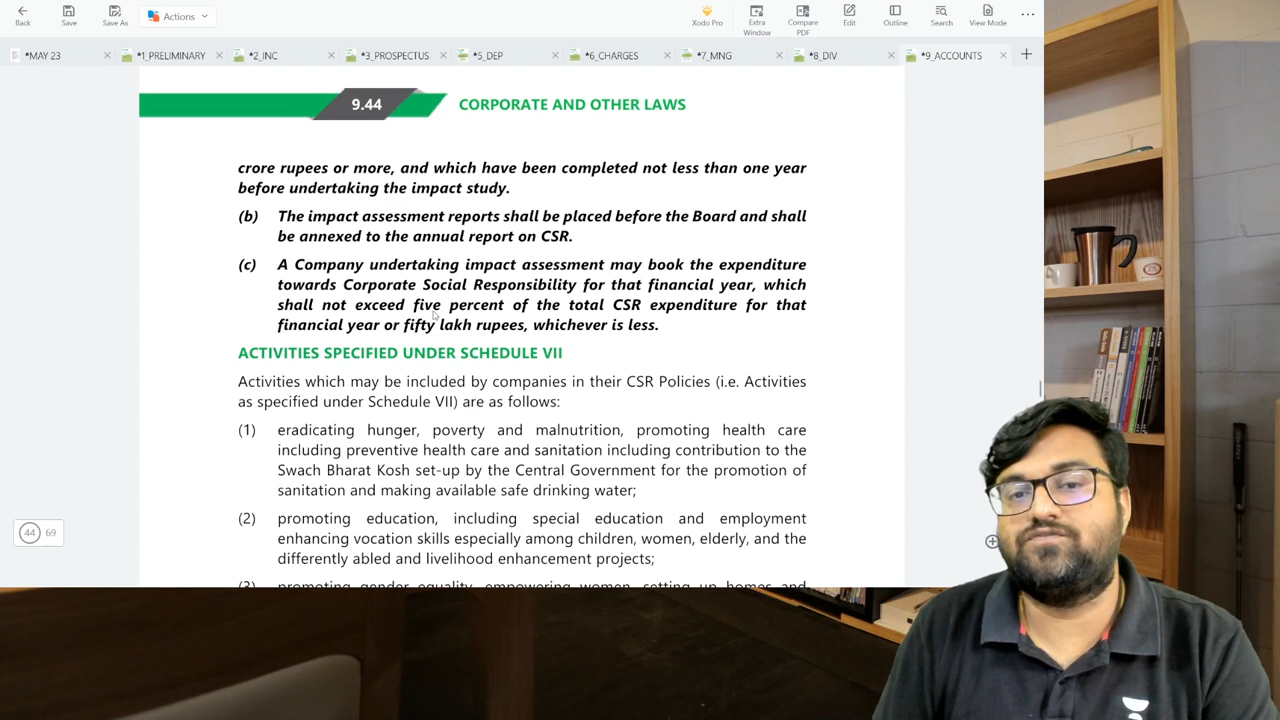 Back
Save
Save As
Actions
Xodo Pro
Extra
Window
Compare
PDF
Edit
Outline
Search
View Mode
*MAY 23
*1_PRELIMINARY
*2_INC
*3_PROSPECTUS
*5_DEP
*6_CHARGES
*7_MNG
*8_DIV
*9_ACCOUNTS
9.44
CORPORATE AND OTHER LAWS
crore rupees or more, and which have been completed not less than one year
before undertaking the impact study.
(b) The impact assessment reports shall be placed before the Board and shall
be annexed to the annual report on CSR.
(c) A Company undertaking impact assessment may book the expenditure
towards Corporate Social Responsibility for that financial year, which
shall not exceed five percent of the total CSR expenditure for that
financial year or fifty lakh rupees, whichever is less.
ACTIVITIES SPECIFIED UNDER SCHEDULE VII
Activities which may be included by companies in their CSR Policies (i.e. Activities
as specified under Schedule VII) are as follows:
(1) eradicating hunger, poverty and malnutrition, promoting health care
including preventive health care and sanitation including contribution to the
Swach Bharat Kosh set-up by the Central Government for the promotion of
sanitation and making available safe drinking water;
(2) promoting education, including special education and employment
enhancing vocation skills especially among children, women, elderly, and the
differently abled and livelihood enhancement projects;
(3) promoting gender equality, empowering women, setting up homes and
44 69